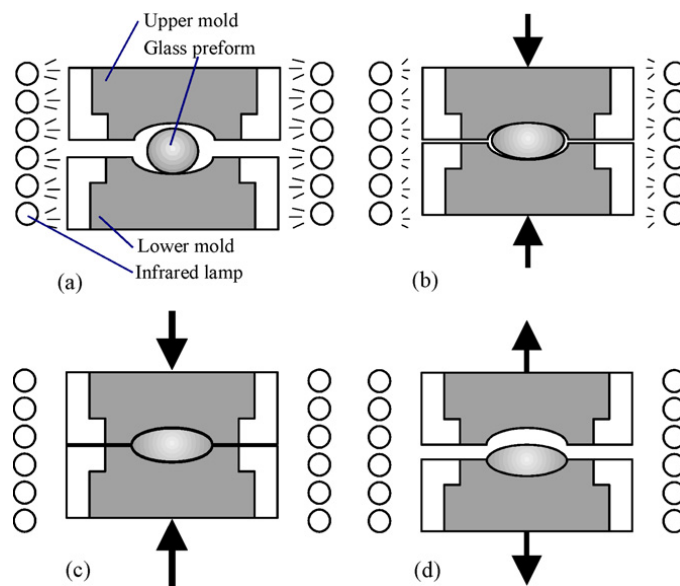 Upper mold
Glass preform
Lower mold
Infrared lamp
(a)
(b)
(c)
(d)